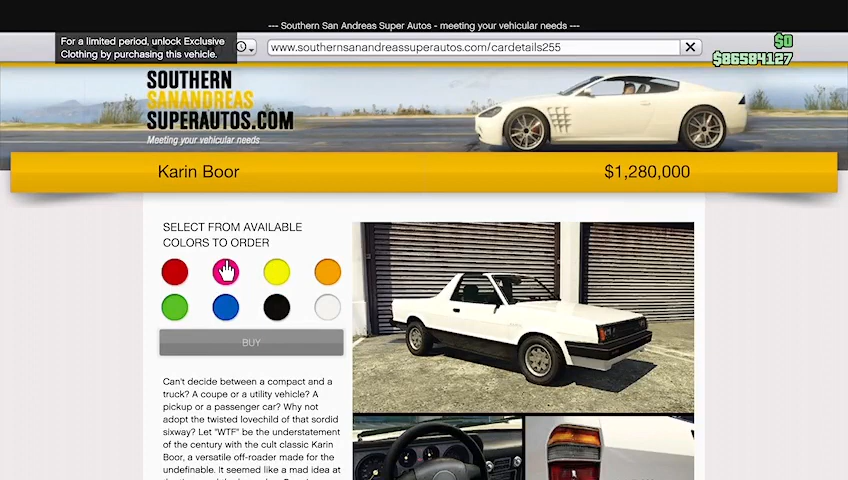 --- Southern San Andreas Super Autos - meeting your vehicular needs ---
For a limited period, unlock Exclusive
Clothing by purchasing this vehicle.
www.southernsanandreassuperautos.com/cardetails255
$0
$86584127
SOUTHERN
SANANDREAS
SUPERAUTOS.COM
Meeting your vehicular needs
Karin Boor
$1,280,000
SELECT FROM AVAILABLE
COLORS TO ORDER
BUY
Can't decide between a compact and a
truck? A coupe or a utility vehicle? A
pickup or a passenger car? Why not
adopt the twisted lovechild of that sordid
sixway? Let "WTF" be the understatement
of the century with the cult classic Karin
Boor, a versatile off-roader made for the
undefinable. It seemed like a mad idea at